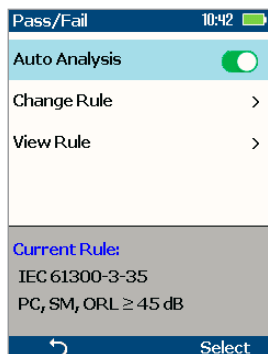 Pass/Fail 10:42
Auto Analysis
Change Rule >
View Rule >
Current Rule:
IEC 61300-3-35
PC, SM, ORL ≥ 45 dB
Select